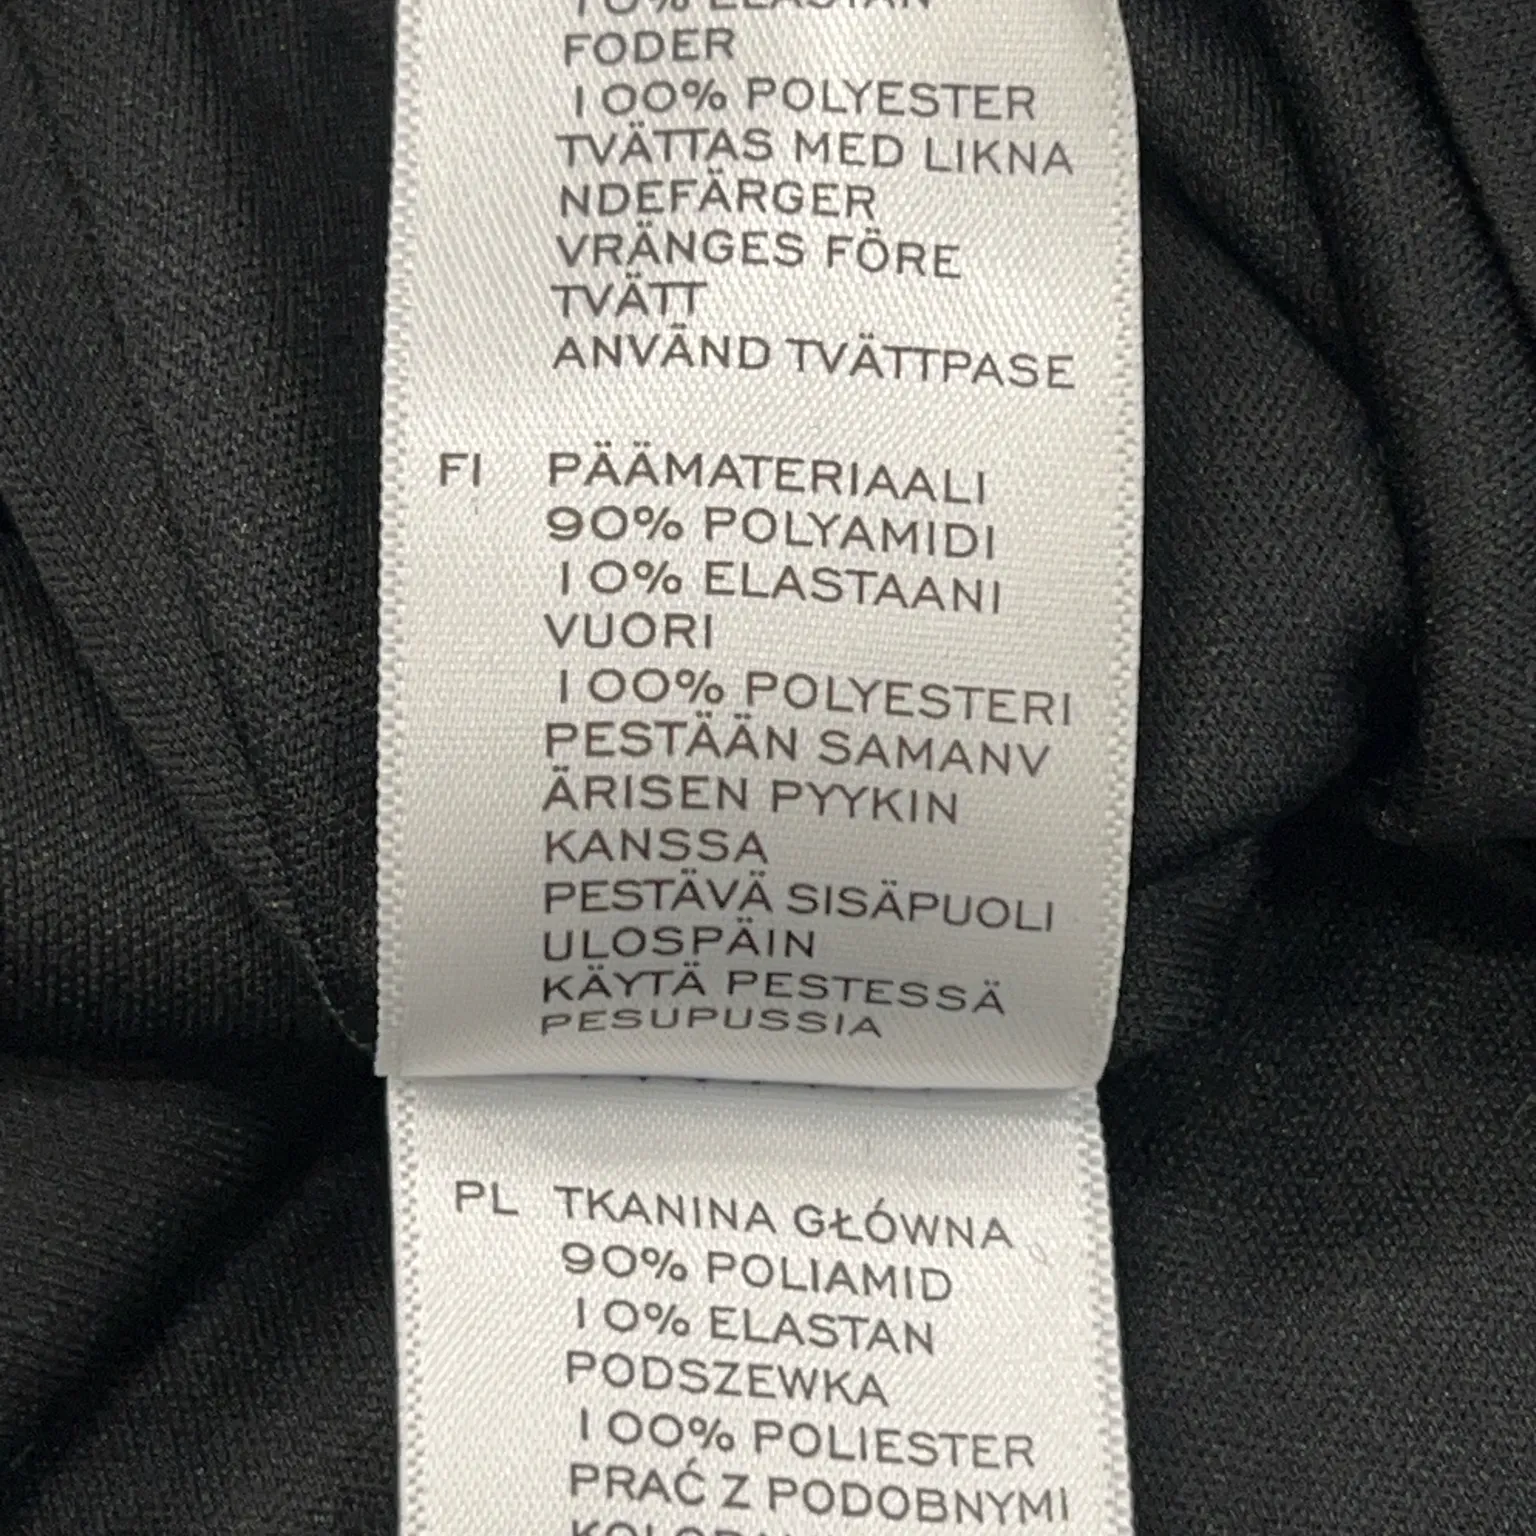 10% ELASTAN
FODER
100% POLYESTER
TVÄTTAS MED LIKNA
NDEFÄRGER
VRÄNGES FÖRE
TVÄTT
ANVÄND TVÄTTPASE
FI PÄÄMATERIAALI
90% POLYAMIDI
10% ELASTAANI
VUORI
100% POLYESTERI
PESTÄÄN SAMANV
ÄRISEN PYYKIN
KANSSA
PESTÄVÄ SISÄPUOLI
ULOSPÄIN
KÄYTÄ PESTESSÄ
PESUPUSSIA
PL TKANINA GŁÓWNA
90% POLIAMID
10% ELASTAN
PODSZEWKA
100% POLIESTER
PRAĆ Z PODOBNYMI